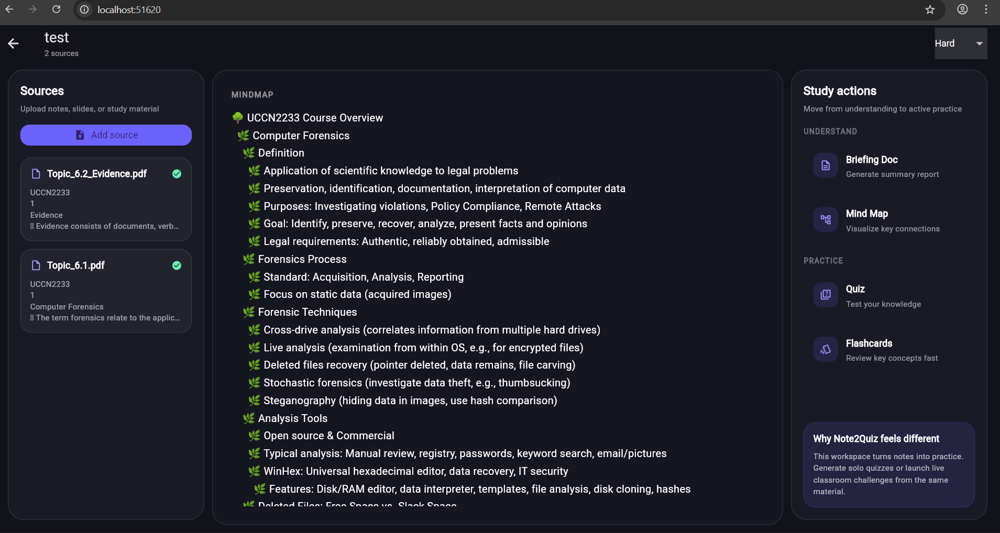 localhost:51620
test
2 sources
Hard
Sources
Upload notes, slides, or study material
Add source
Topic_6.2_Evidence.pdf
UCCN2233
1
Evidence
Evidence consists of documents, verb...
Topic_6.1.pdf
UCCN2233
1
Computer Forensics
The term forensics relate to the applic...
MINDMAP
🌳 UCCN2233 Course Overview
🌿 Computer Forensics
🌿 Definition
🌿 Application of scientific knowledge to legal problems
🌿 Preservation, identification, documentation, interpretation of computer data
🌿 Purposes: Investigating violations, Policy Compliance, Remote Attacks
🌿 Goal: Identify, preserve, recover, analyze, present facts and opinions
🌿 Legal requirements: Authentic, reliably obtained, admissible
🌿 Forensics Process
🌿 Standard: Acquisition, Analysis, Reporting
🌿 Focus on static data (acquired images)
🌿 Forensic Techniques
🌿 Cross-drive analysis (correlates information from multiple hard drives)
🌿 Live analysis (examination from within OS, e.g., for encrypted files)
🌿 Deleted files recovery (pointer deleted, data remains, file carving)
🌿 Stochastic forensics (investigate data theft, e.g., thumbsucking)
🌿 Steganography (hiding data in images, use hash comparison)
🌿 Analysis Tools
🌿 Open source & Commercial
🌿 Typical analysis: Manual review, registry, passwords, keyword search, email/pictures
🌿 WinHex: Universal hexadecimal editor, data recovery, IT security
🌿 Features: Disk/RAM editor, data interpreter, templates, file analysis, disk cloning, hashes
🌿 Deleted Files: Free Space vs. Slack Space
Study actions
Move from understanding to active practice
UNDERSTAND
Briefing Doc
Generate summary report
Mind Map
Visualize key connections
PRACTICE
Quiz
Test your knowledge
Flashcards
Review key concepts fast
Why Note2Quiz feels different
This workspace turns notes into practice.
Generate solo quizzes or launch live
classroom challenges from the same
material.